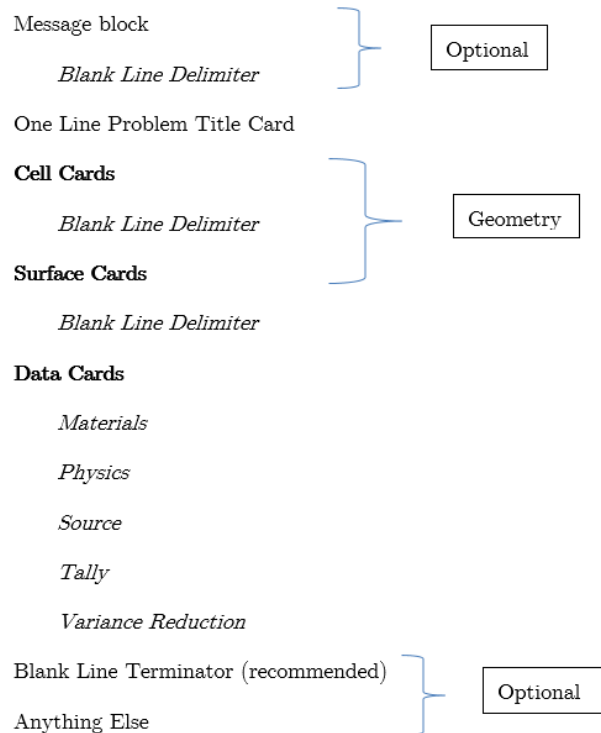 Message block
Optional
Blank Line Delimiter
One Line Problem Title Card
Cell Cards
Blank Line Delimiter
Geometry
Surface Cards
Blank Line Delimiter
Data Cards
Materials
Physics
Source
Tally
Variance Reduction
Blank Line Terminator (recommended)
Optional
Anything Else